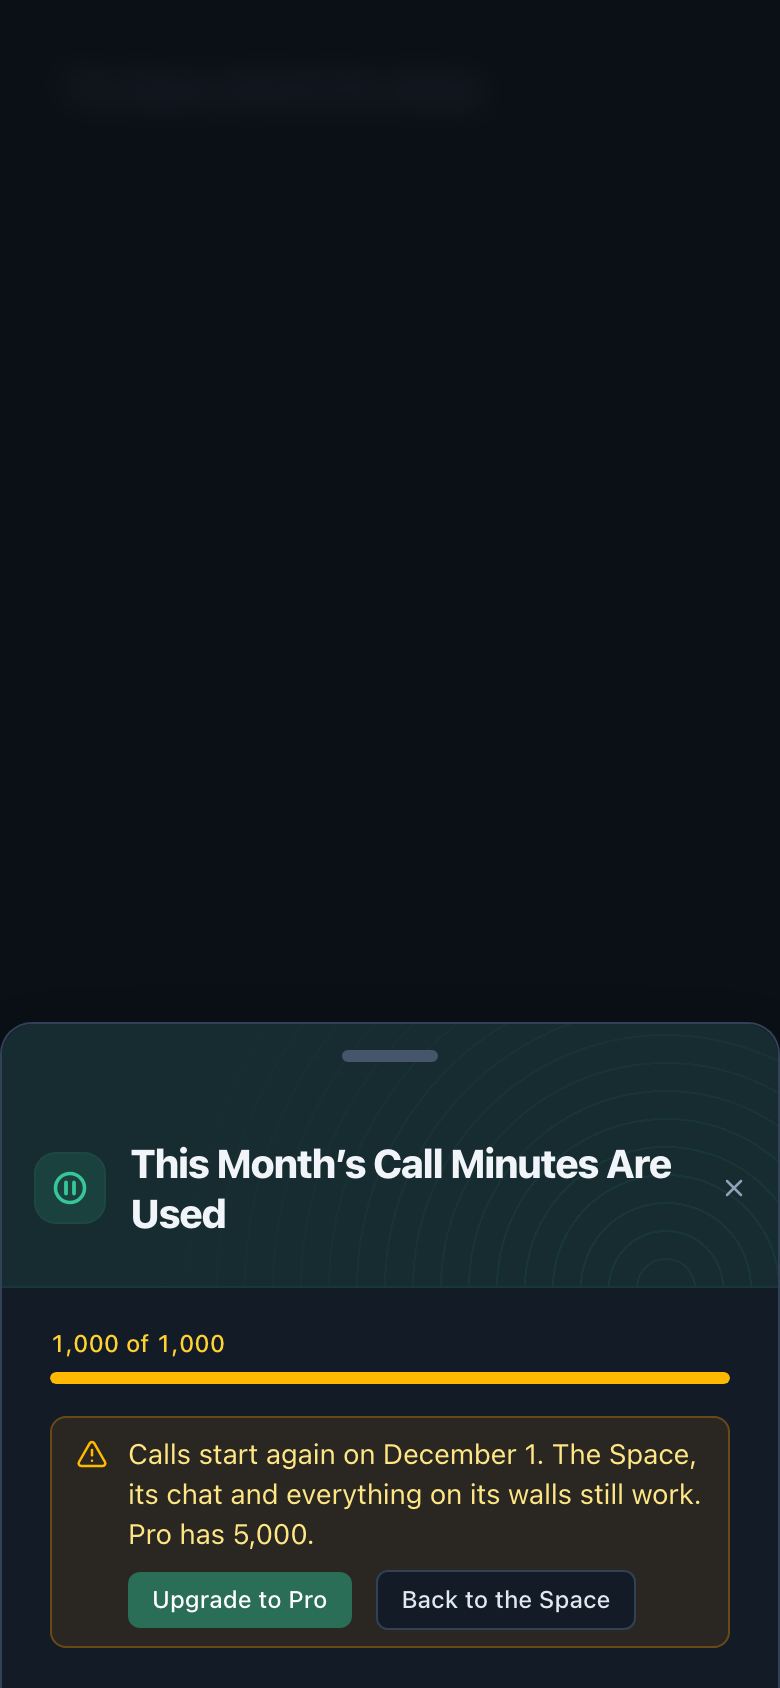 This Month’s Call Minutes Are
Used
1,000 of 1,000
Calls start again on December 1. The Space,
its chat and everything on its walls still work.
Pro has 5,000.
Upgrade to Pro
Back to the Space